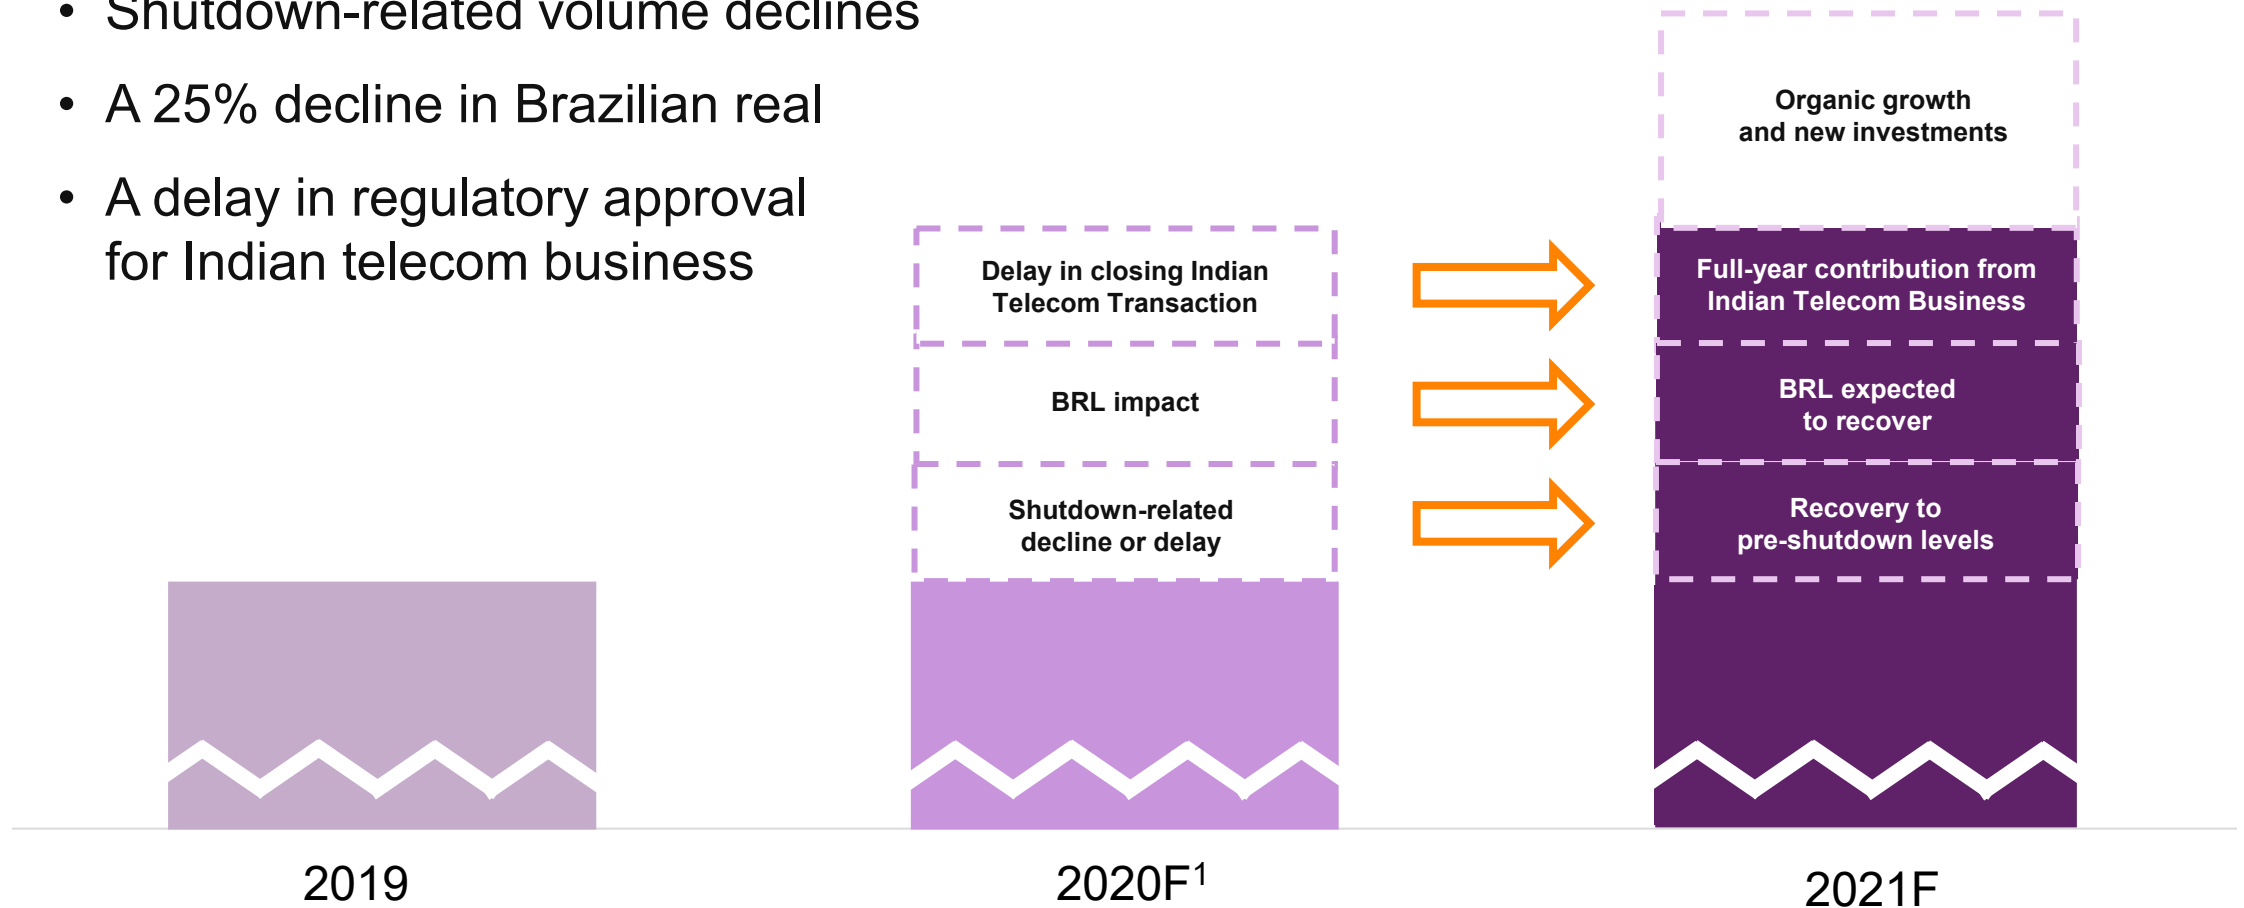 • Shutdown-related volume declines
• A 25% decline in Brazilian real
• A delay in regulatory approval
for Indian telecom business
Organic growth
and new investments
Delay in closing Indian
Telecom Transaction
Full-year contribution from
Indian Telecom Business
BRL impact
BRL expected
to recover
Shutdown-related
decline or delay
Recovery to
pre-shutdown levels
2019
2020F¹
2021F